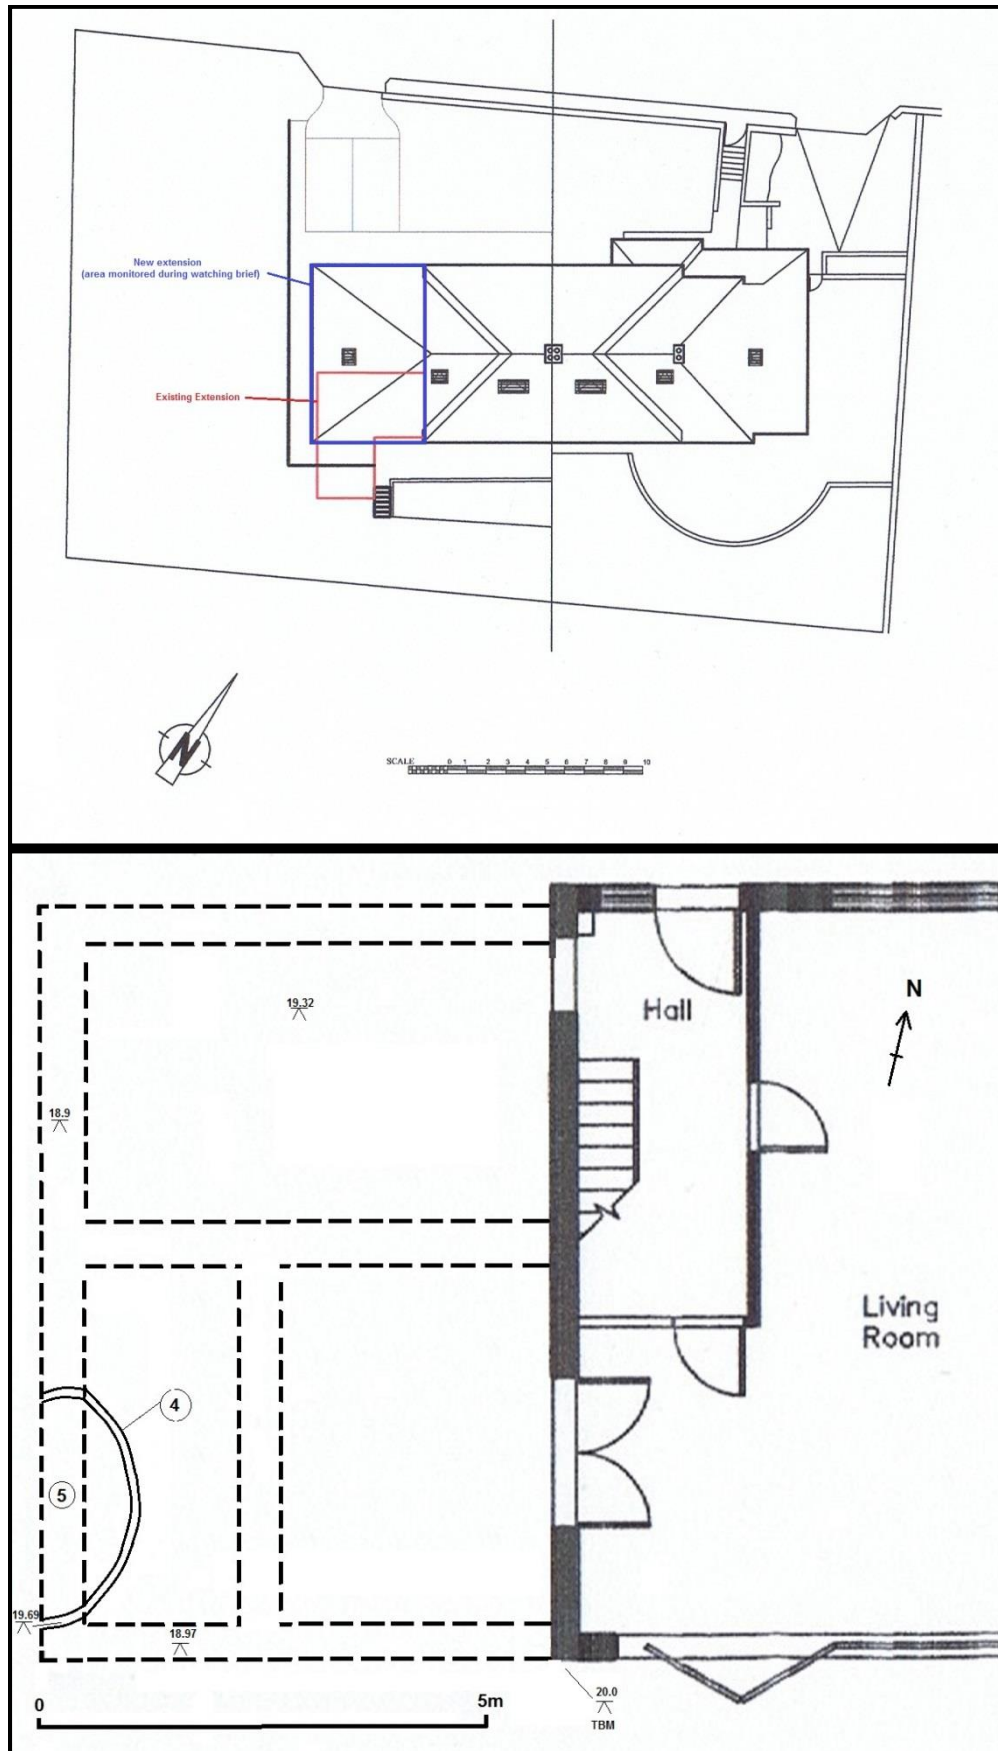 New extension
(area monitored during watching brief)
Existing Extension
N
SCALE 0 1 2 3 4 5 6 7 8 9 10
19.32
N
Hall
18.9
Living
Room
4
5
19.69
18.97
20.0
TBM
0 5m